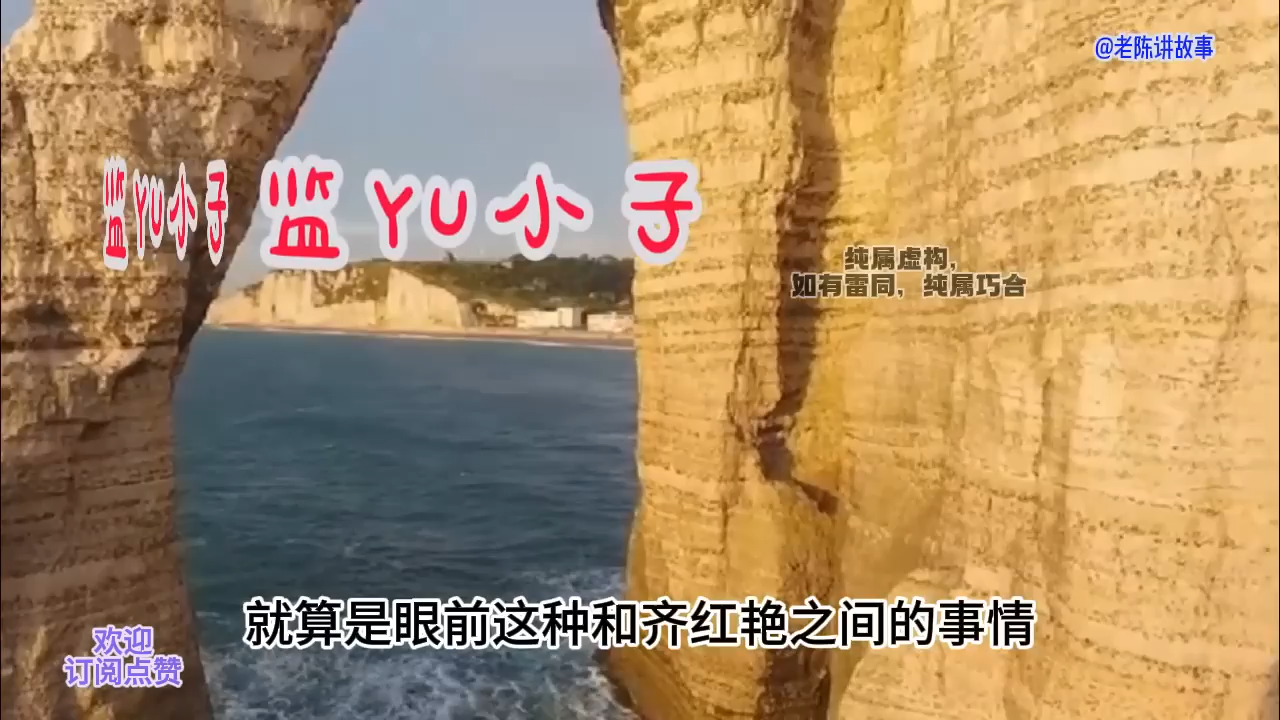 @老陈讲故事
监YU小子 监YU小子
纯属虚构，
如有雷同，纯属巧合
就算是眼前这种和齐红艳之间的事情
欢迎
订阅点赞